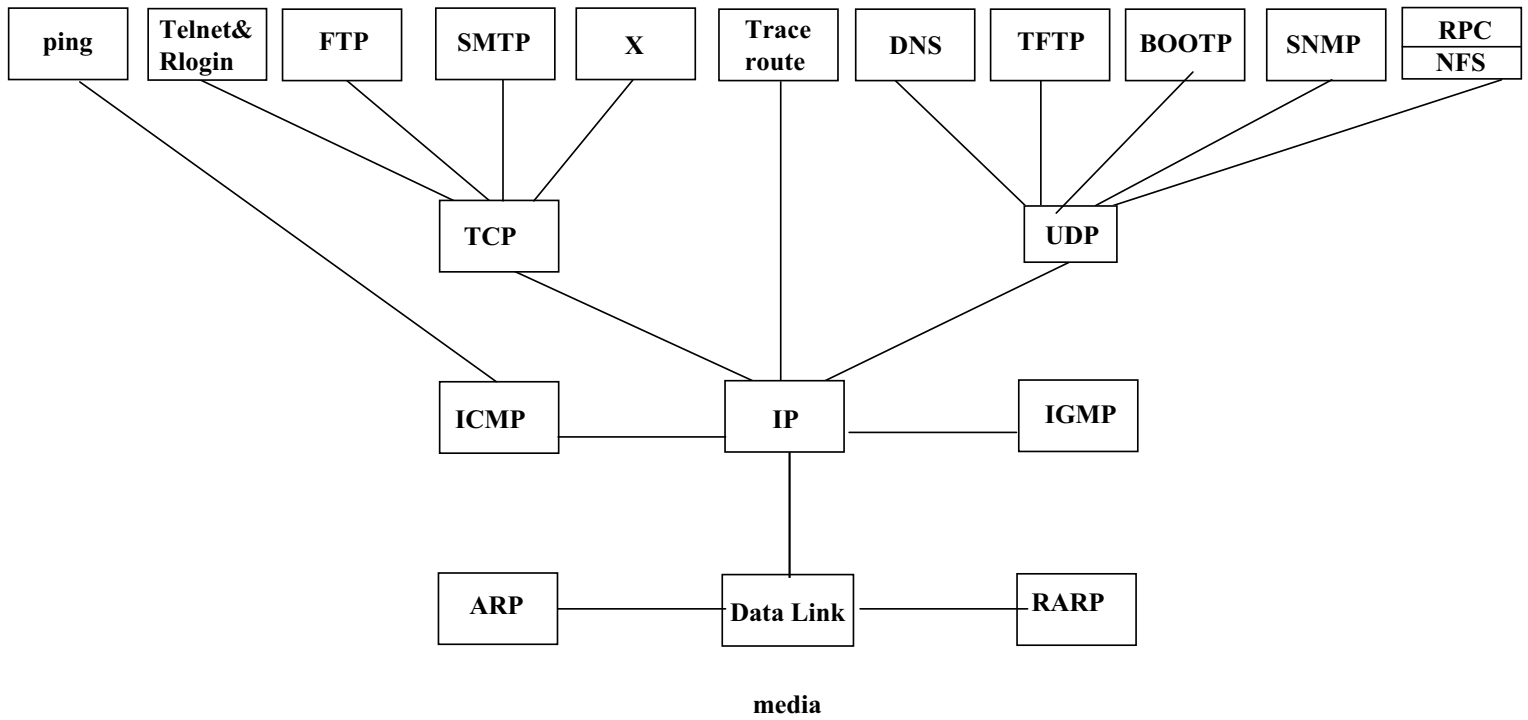 ping
Telnet&
Rlogin
FTP
SMTP
X
Trace
route
DNS
TFTP
BOOTP
SNMP
RPC
NFS
TCP
UDP
ICMP
IP
IGMP
ARP
Data Link
RARP
media